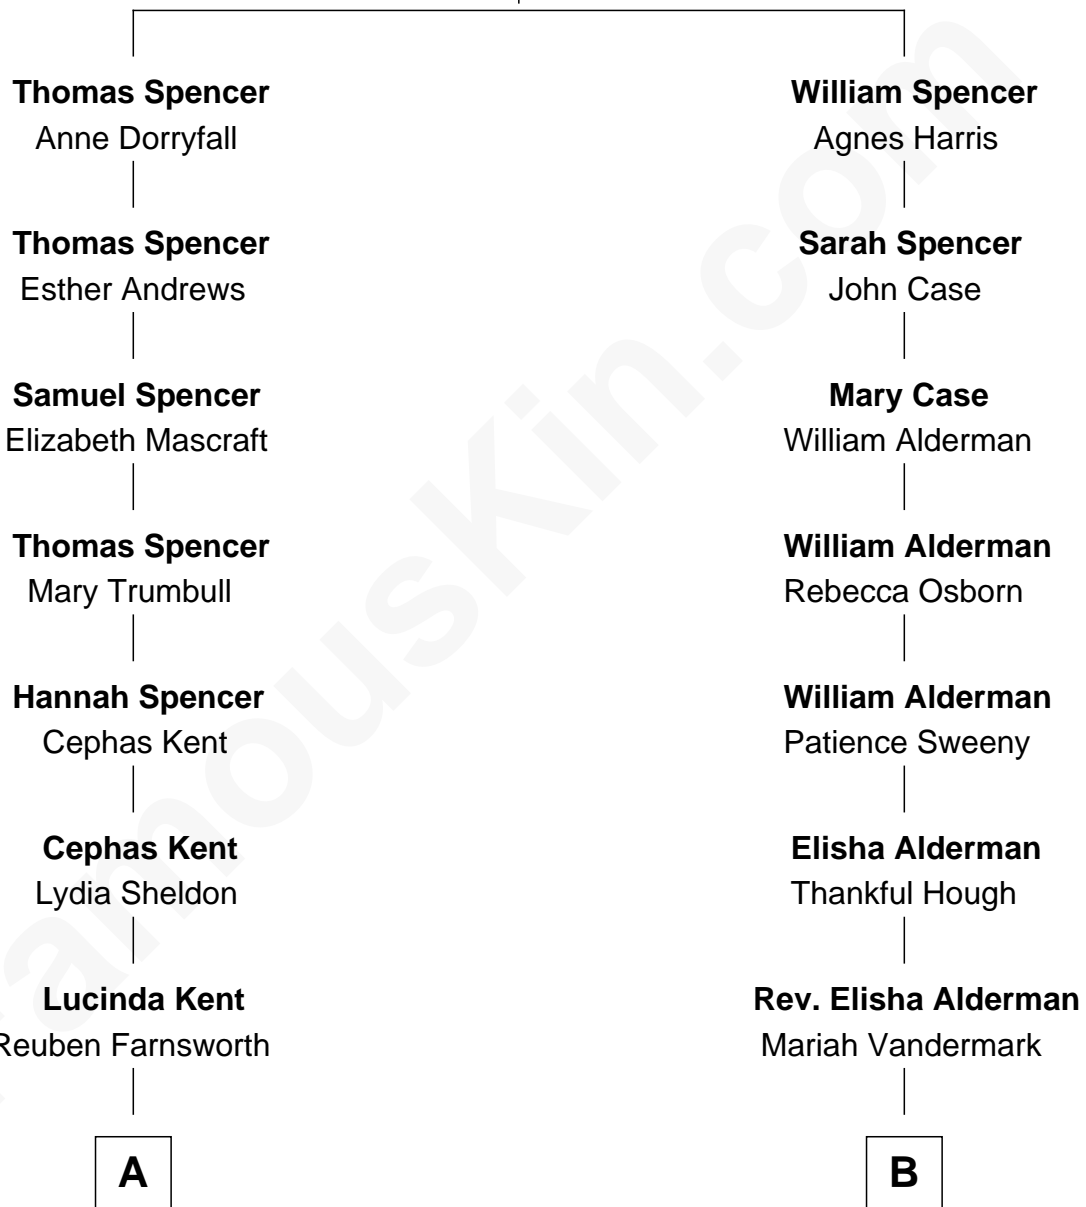 Thomas Spencer
Anne Dorryfall
Thomas Spencer
Esther Andrews
Samuel Spencer
Elizabeth Mascraft
Thomas Spencer
Mary Trumbull
Hannah Spencer
Cephas Kent
Cephas Kent
Lydia Sheldon
Lucinda Kent
Reuben Farnsworth
A
William Spencer
Agnes Harris
Sarah Spencer
John Case
Mary Case
William Alderman
William Alderman
Rebecca Osborn
William Alderman
Patience Sweeny
Elisha Alderman
Thankful Hough
Rev. Elisha Alderman
Mariah Vandermark
B
FamousKin.com